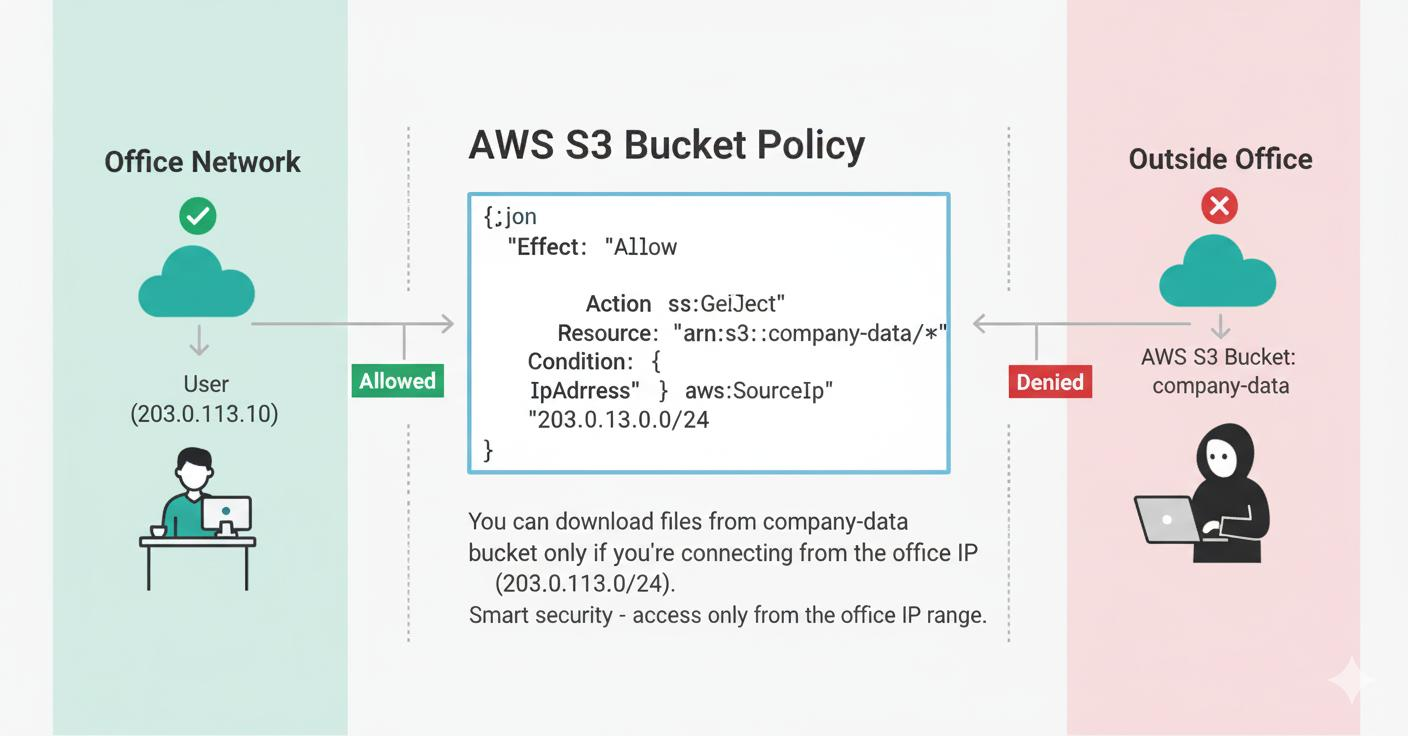 Office Network
User
(203.0.113.10)
Allowed
AWS S3 Bucket Policy
{;jon
"Effect: "Allow
Action ss:GeiJect"
Resource: "arn:s3::company-data/*"
Condition: {
IpAdrress" } aws:SourceIp"
"203.0.13.0.0/24
}
You can download files from company-data
bucket only if you're connecting from the office IP
(203.0.113.0/24).
Smart security - access only from the office IP range.
Outside Office
Denied
AWS S3 Bucket:
company-data